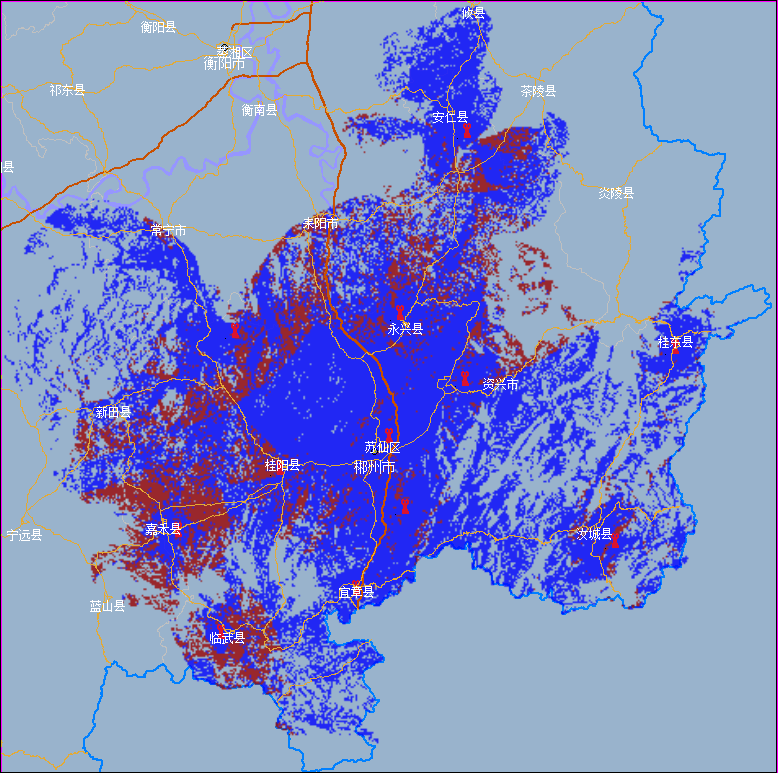 攸县
衡阳县
衡阳市
祁东县
茶陵县
衡南县
安仁县
炎陵县
耒阳市
常宁市
永兴县
桂东县
资兴市
新田县
苏仙区
桂阳县
郴州市
嘉禾县
宁远县
汝城县
宜章县
蓝山县
临武县